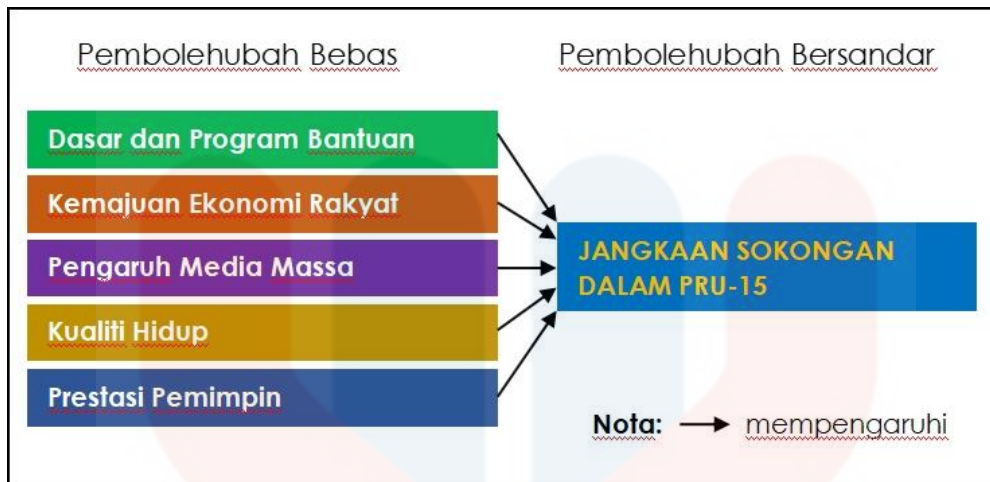 Pembolehubah Bebas
Pembolehubah Bersandar
Dasar dan Program Bantuan
Kemajuan Ekonomi Rakyat
Pengaruh Media Massa
Kualiti Hidup
Prestasi Pemimpin
JANGKAAN SOKONGAN
DALAM PRU-15
Nota: mempengaruhi